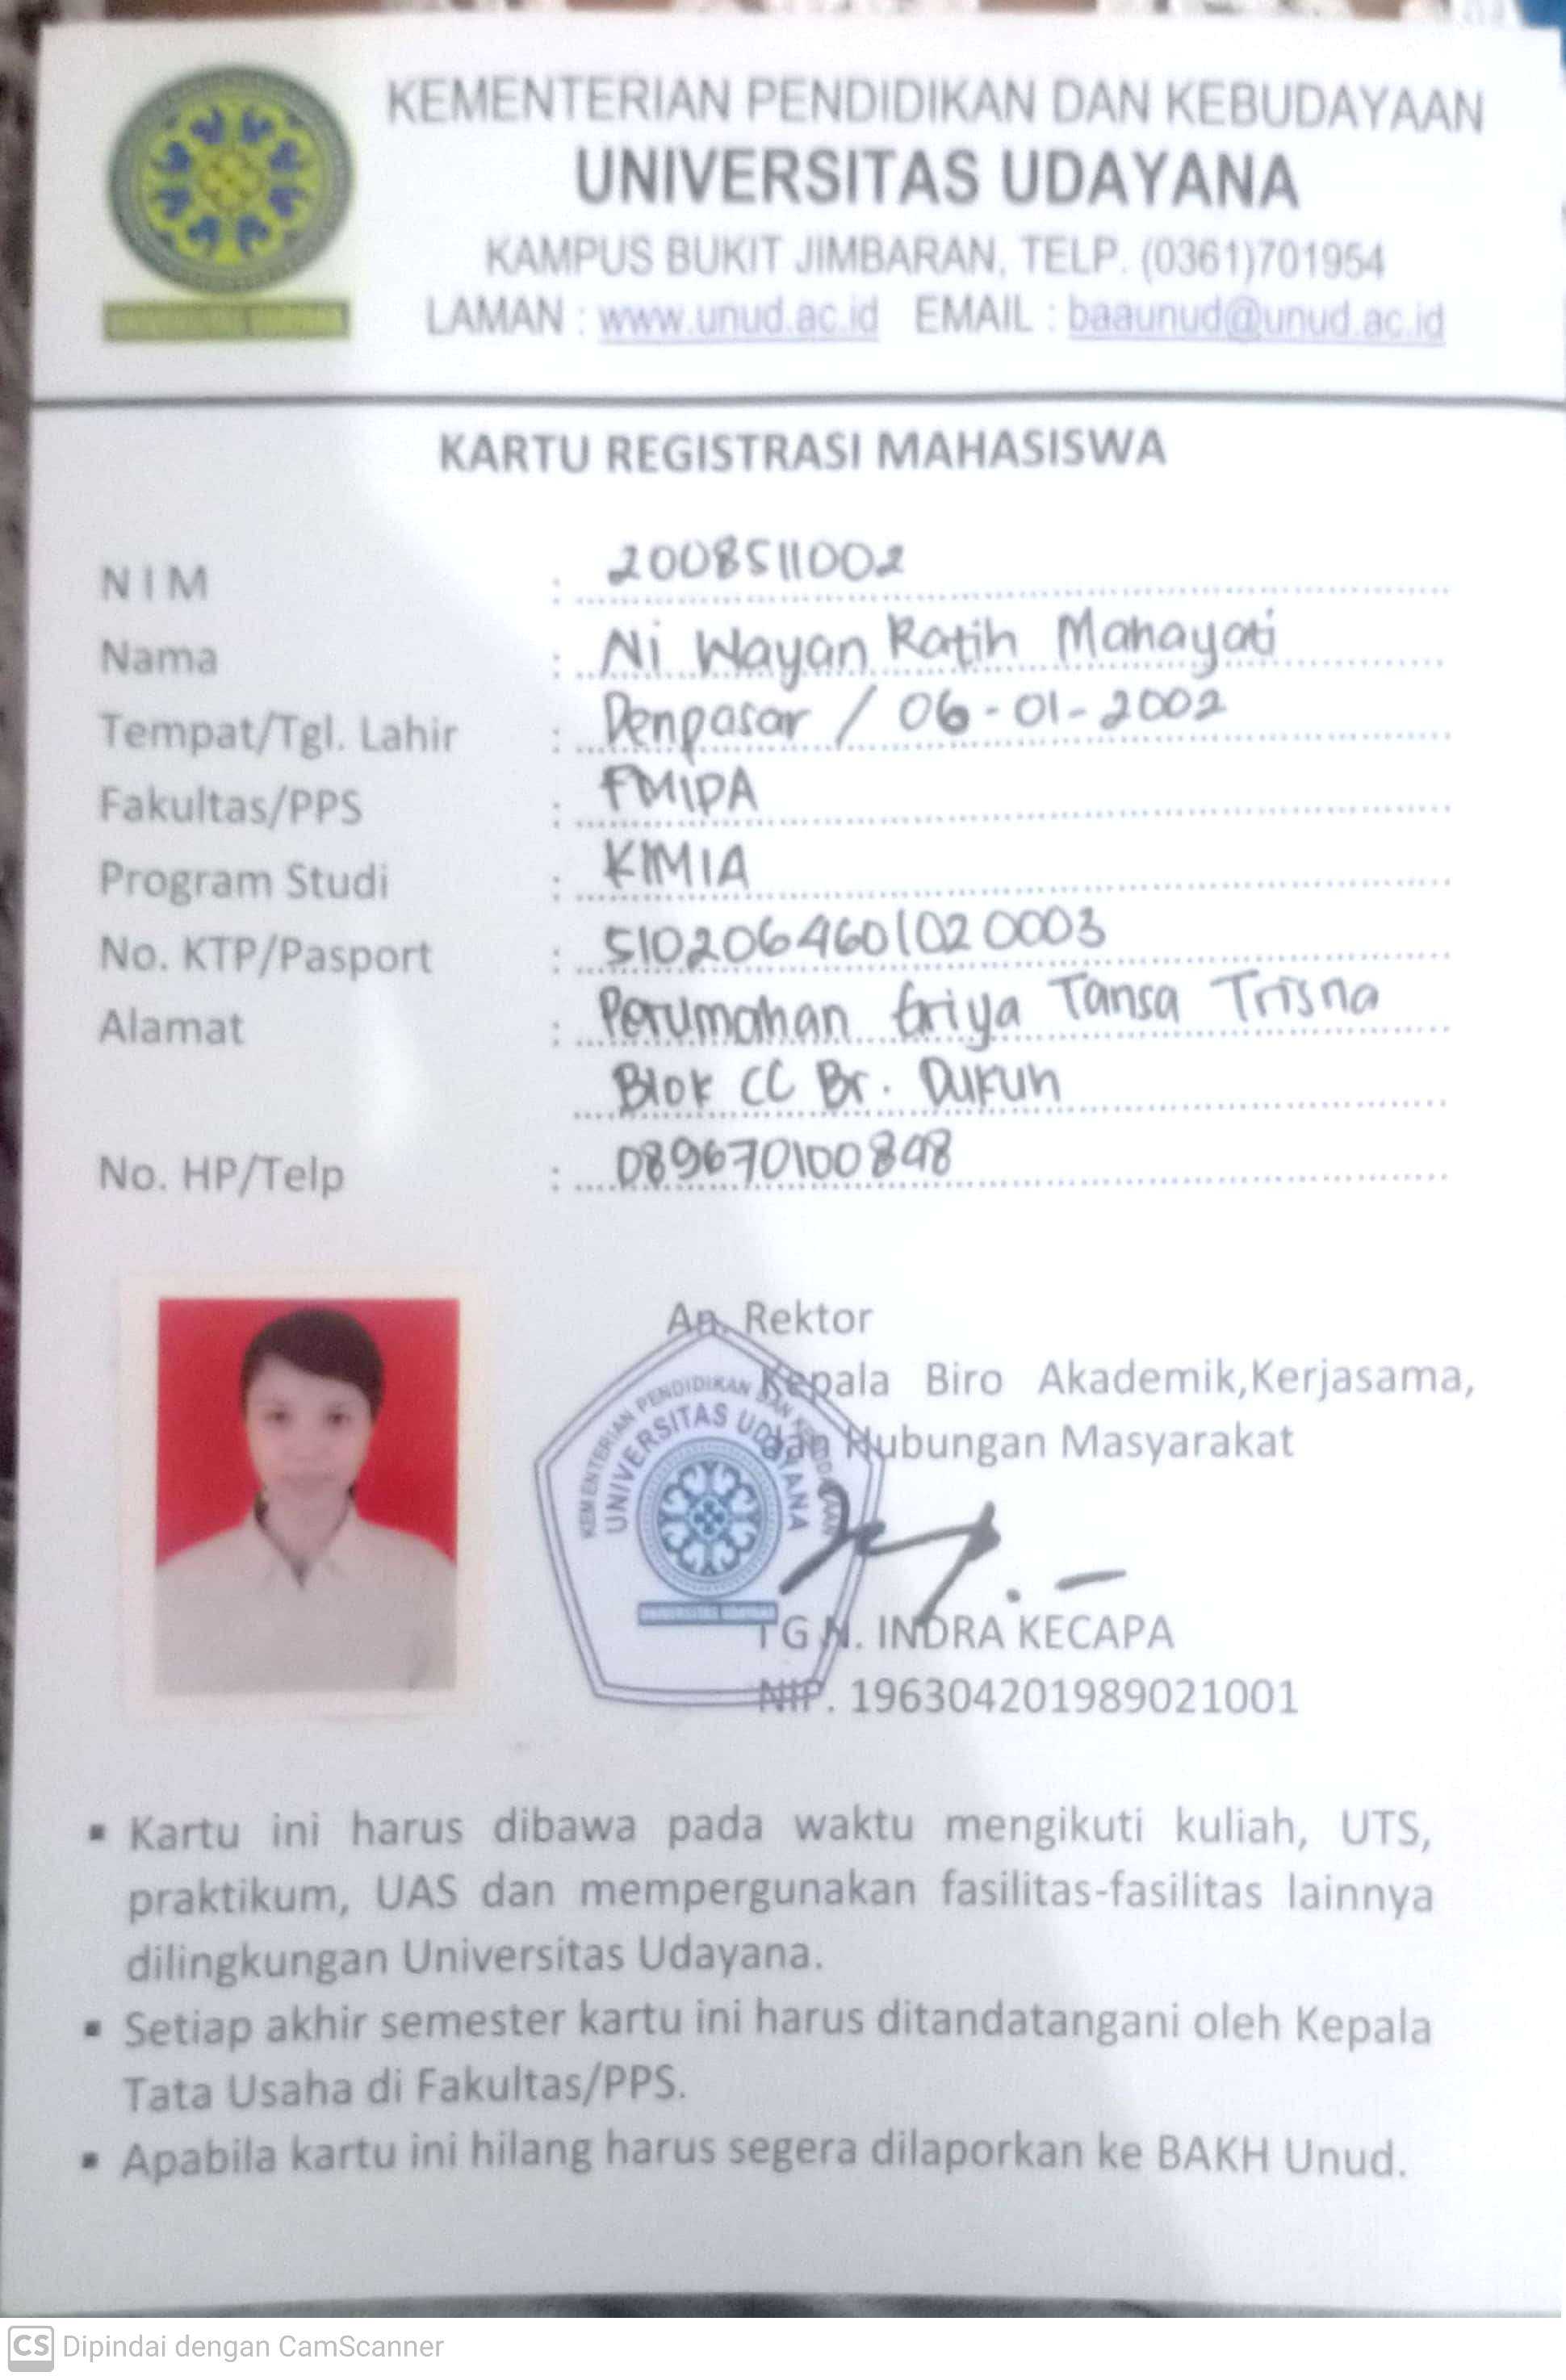 KEMENTERIAN PENDIDIKAN DAN KEBUDAYAAN
UNIVERSITAS UDAYANA
KAMPUS BUKIT JIMBARAN, TELP. (0361)701954
LAMAN : www.unud.ac.id EMAIL : baaunud@unud.ac.id
KARTU REGISTRASI MAHASISWA
NIM : 2008511002
Nama : Ni Wayan Ratih Mahayati
Tempat/Tgl. Lahir : Denpasar / 06-01-2002
Fakultas/PPS : FMIPA
Program Studi : KIMIA
No. KTP/Pasport : 5102064601020003
Alamat : Perumahan Griya Tansa Trisna
Blok CC Br. Dukuh
No. HP/Telp : 089670100898
An. Rektor
Kepala Biro Akademik,Kerjasama,
dan Hubungan Masyarakat
KEMENTERIAN PENDIDIKAN DAN KEBUDAYAAN
UNIVERSITAS UDAYANA
UNIVERSITAS UDAYANA
I G N. INDRA KECAPA
NIP. 196304201989021001
▪ Kartu ini harus dibawa pada waktu mengikuti kuliah, UTS,
praktikum, UAS dan mempergunakan fasilitas-fasilitas lainnya
dilingkungan Universitas Udayana.
▪ Setiap akhir semester kartu ini harus ditandatangani oleh Kepala
Tata Usaha di Fakultas/PPS.
▪ Apabila kartu ini hilang harus segera dilaporkan ke BAKH Unud.
CS Dipindai dengan CamScanner